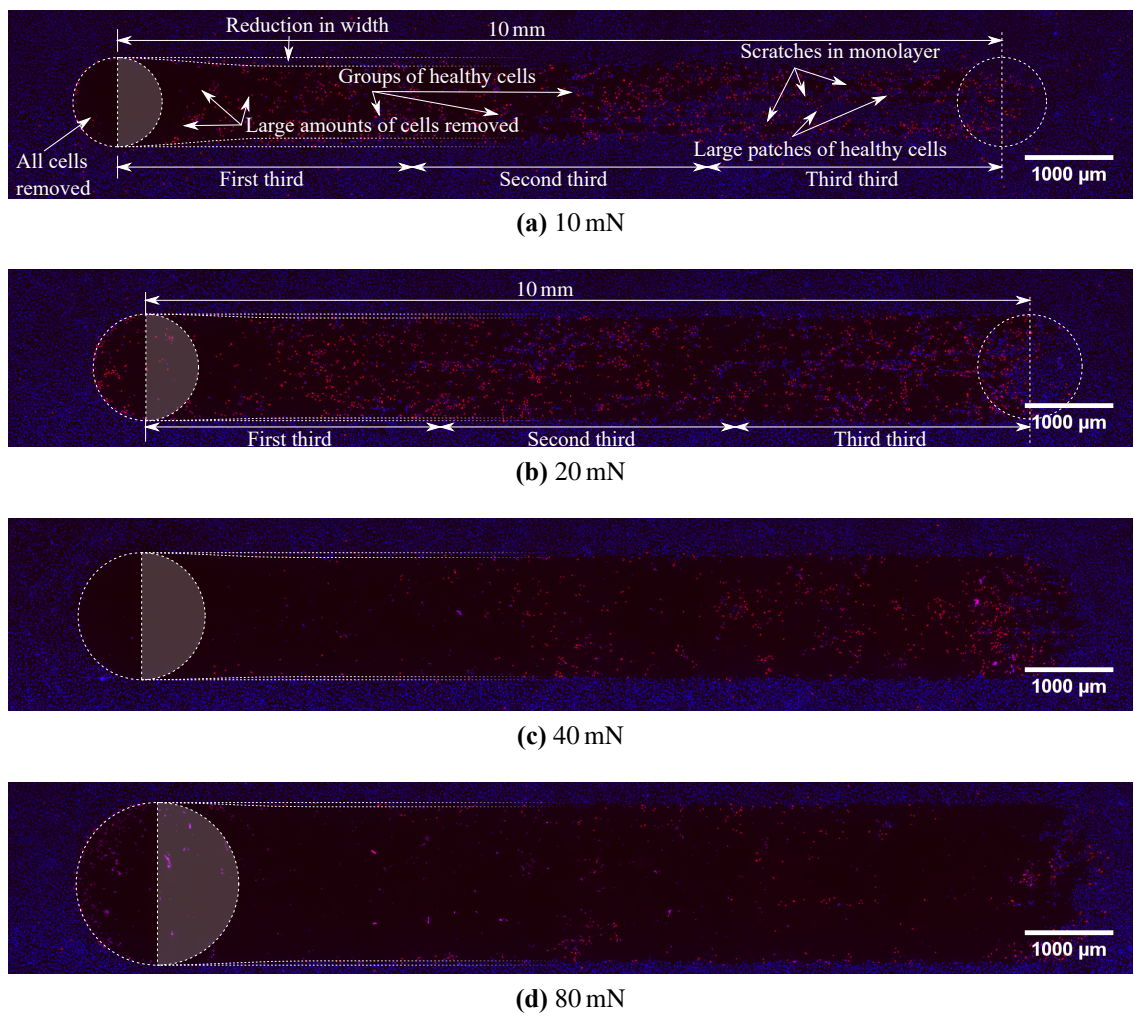 Reduction in width
10 mm
Scratches in monolayer
Groups of healthy cells
Large amounts of cells removed
All cells
removed
Large patches of healthy cells
First third
Second third
Third third
1000 µm
(a) 10 mN
10 mm
1000 µm
First third
Second third
Third third
(b) 20 mN
1000 µm
(c) 40 mN
1000 µm
(d) 80 mN